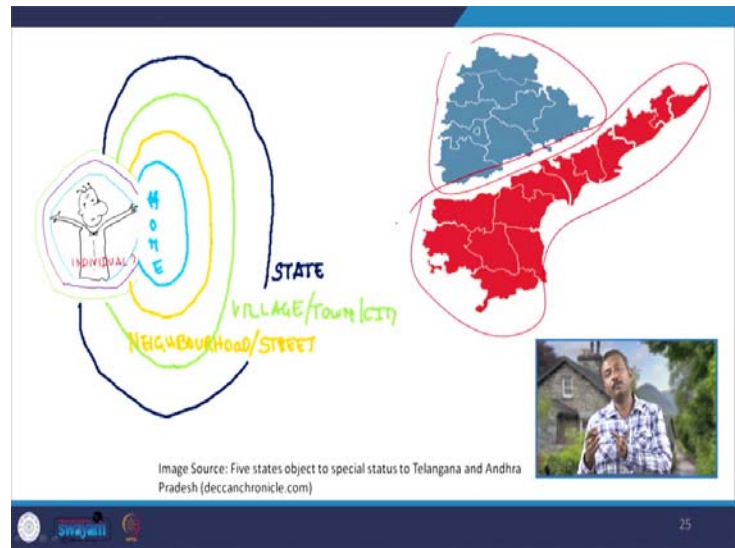 INDIVIDUAL
HOME
STATE
VILLAGE/TOWN/CITY
NEIGHBOURHOOD/STREET
Image Source: Five states object to special status to Telangana and Andhra
Pradesh (deccanchronicle.com)
swayam
25